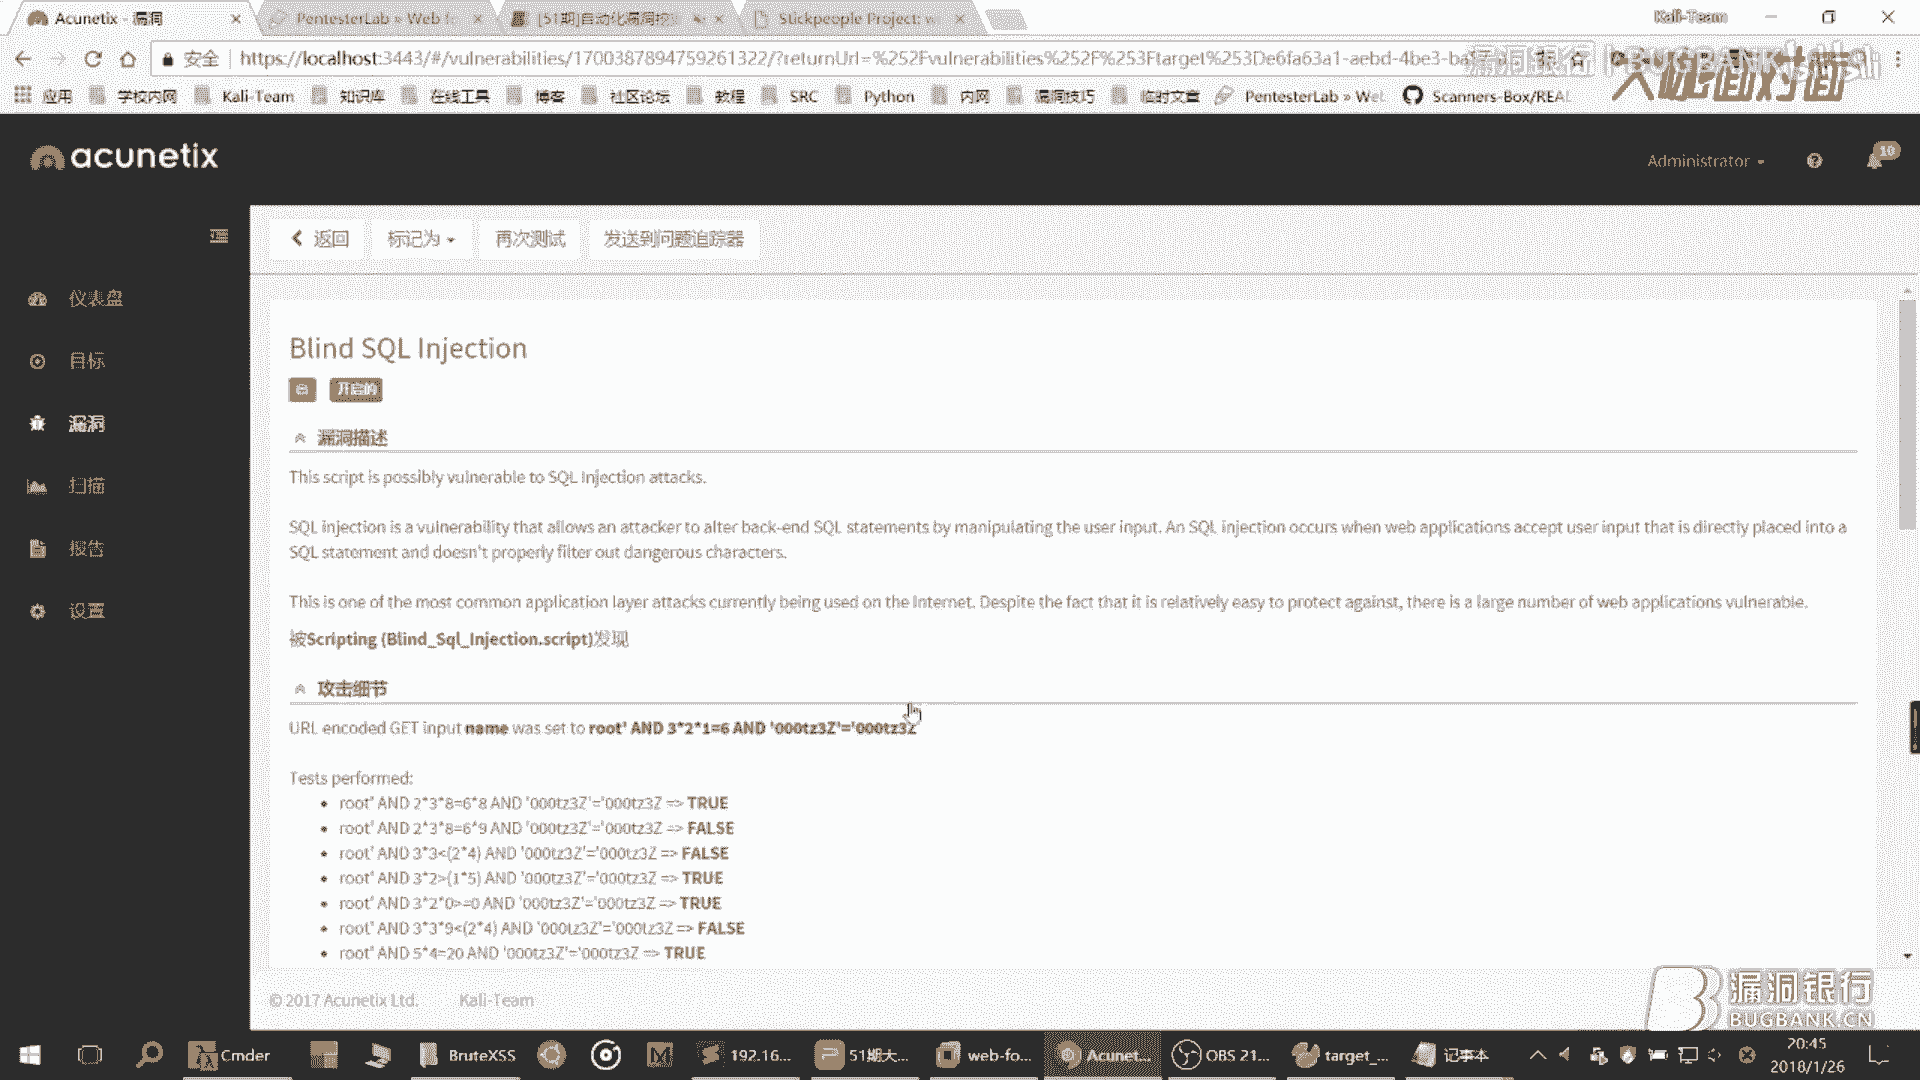 Acunetix - 漏洞
PentesterLab » Web f
[51期]自动化漏洞挖
Stickpeople Project: w
Kali-Team
安全
https://localhost:3443/#/vulnerabilities/1700387894759261322/?returnUrl=%252Fvulnerabilities%252F%253Ftarget%253De6fa63a1-aebd-4be3-ba
漏洞银行 | BUGBANK
bilibili
大咖面对面
应用
学校内网
Kali-Team
知识库
在线工具
博客
社区论坛
教程
SRC
Python
内网
漏洞技巧
临时文章
PentesterLab » We
Scanners-Box/REA
acunetix
Administrator
10
返回
标记为
再次测试
发送到问题追踪器
仪表盘
目标
漏洞
扫描
报告
设置
Blind SQL Injection
开启的
漏洞描述
This script is possibly vulnerable to SQL Injection attacks.
SQL injection is a vulnerability that allows an attacker to alter back-end SQL statements by manipulating the user input. An SQL injection occurs when web applications accept user input that is directly placed into a
SQL statement and doesn't properly filter out dangerous characters.
This is one of the most common application layer attacks currently being used on the Internet. Despite the fact that it is relatively easy to protect against, there is a large number of web applications vulnerable.
被Scripting (Blind_Sql_Injection.script)发现
攻击细节
URL encoded GET input name was set to root' AND 3*2*1=6 AND '000tz3Z'='000tz3Z
Tests performed:
root' AND 2*3*8=6*8 AND '000tz3Z'='000tz3Z => TRUE
root' AND 2*3*8=6*9 AND '000tz3Z'='000tz3Z => FALSE
root' AND 3*3<(2*4) AND '000tz3Z'='000tz3Z => FALSE
root' AND 3*2>(1*5) AND '000tz3Z'='000tz3Z => TRUE
root' AND 3*2*0>=0 AND '000tz3Z'='000tz3Z => TRUE
root' AND 3*3*9<(2*4) AND '000tz3Z'='000tz3Z => FALSE
root' AND 5*4=20 AND '000tz3Z'='000tz3Z => TRUE
© 2017 Acunetix Ltd.
Kali-Team
漏洞银行
BUGBANK.CN
Cmder
BruteXSS
192.16...
51期大...
web-fo...
Acunet...
OBS 21...
target_...
记事本
20:45
2018/1/26